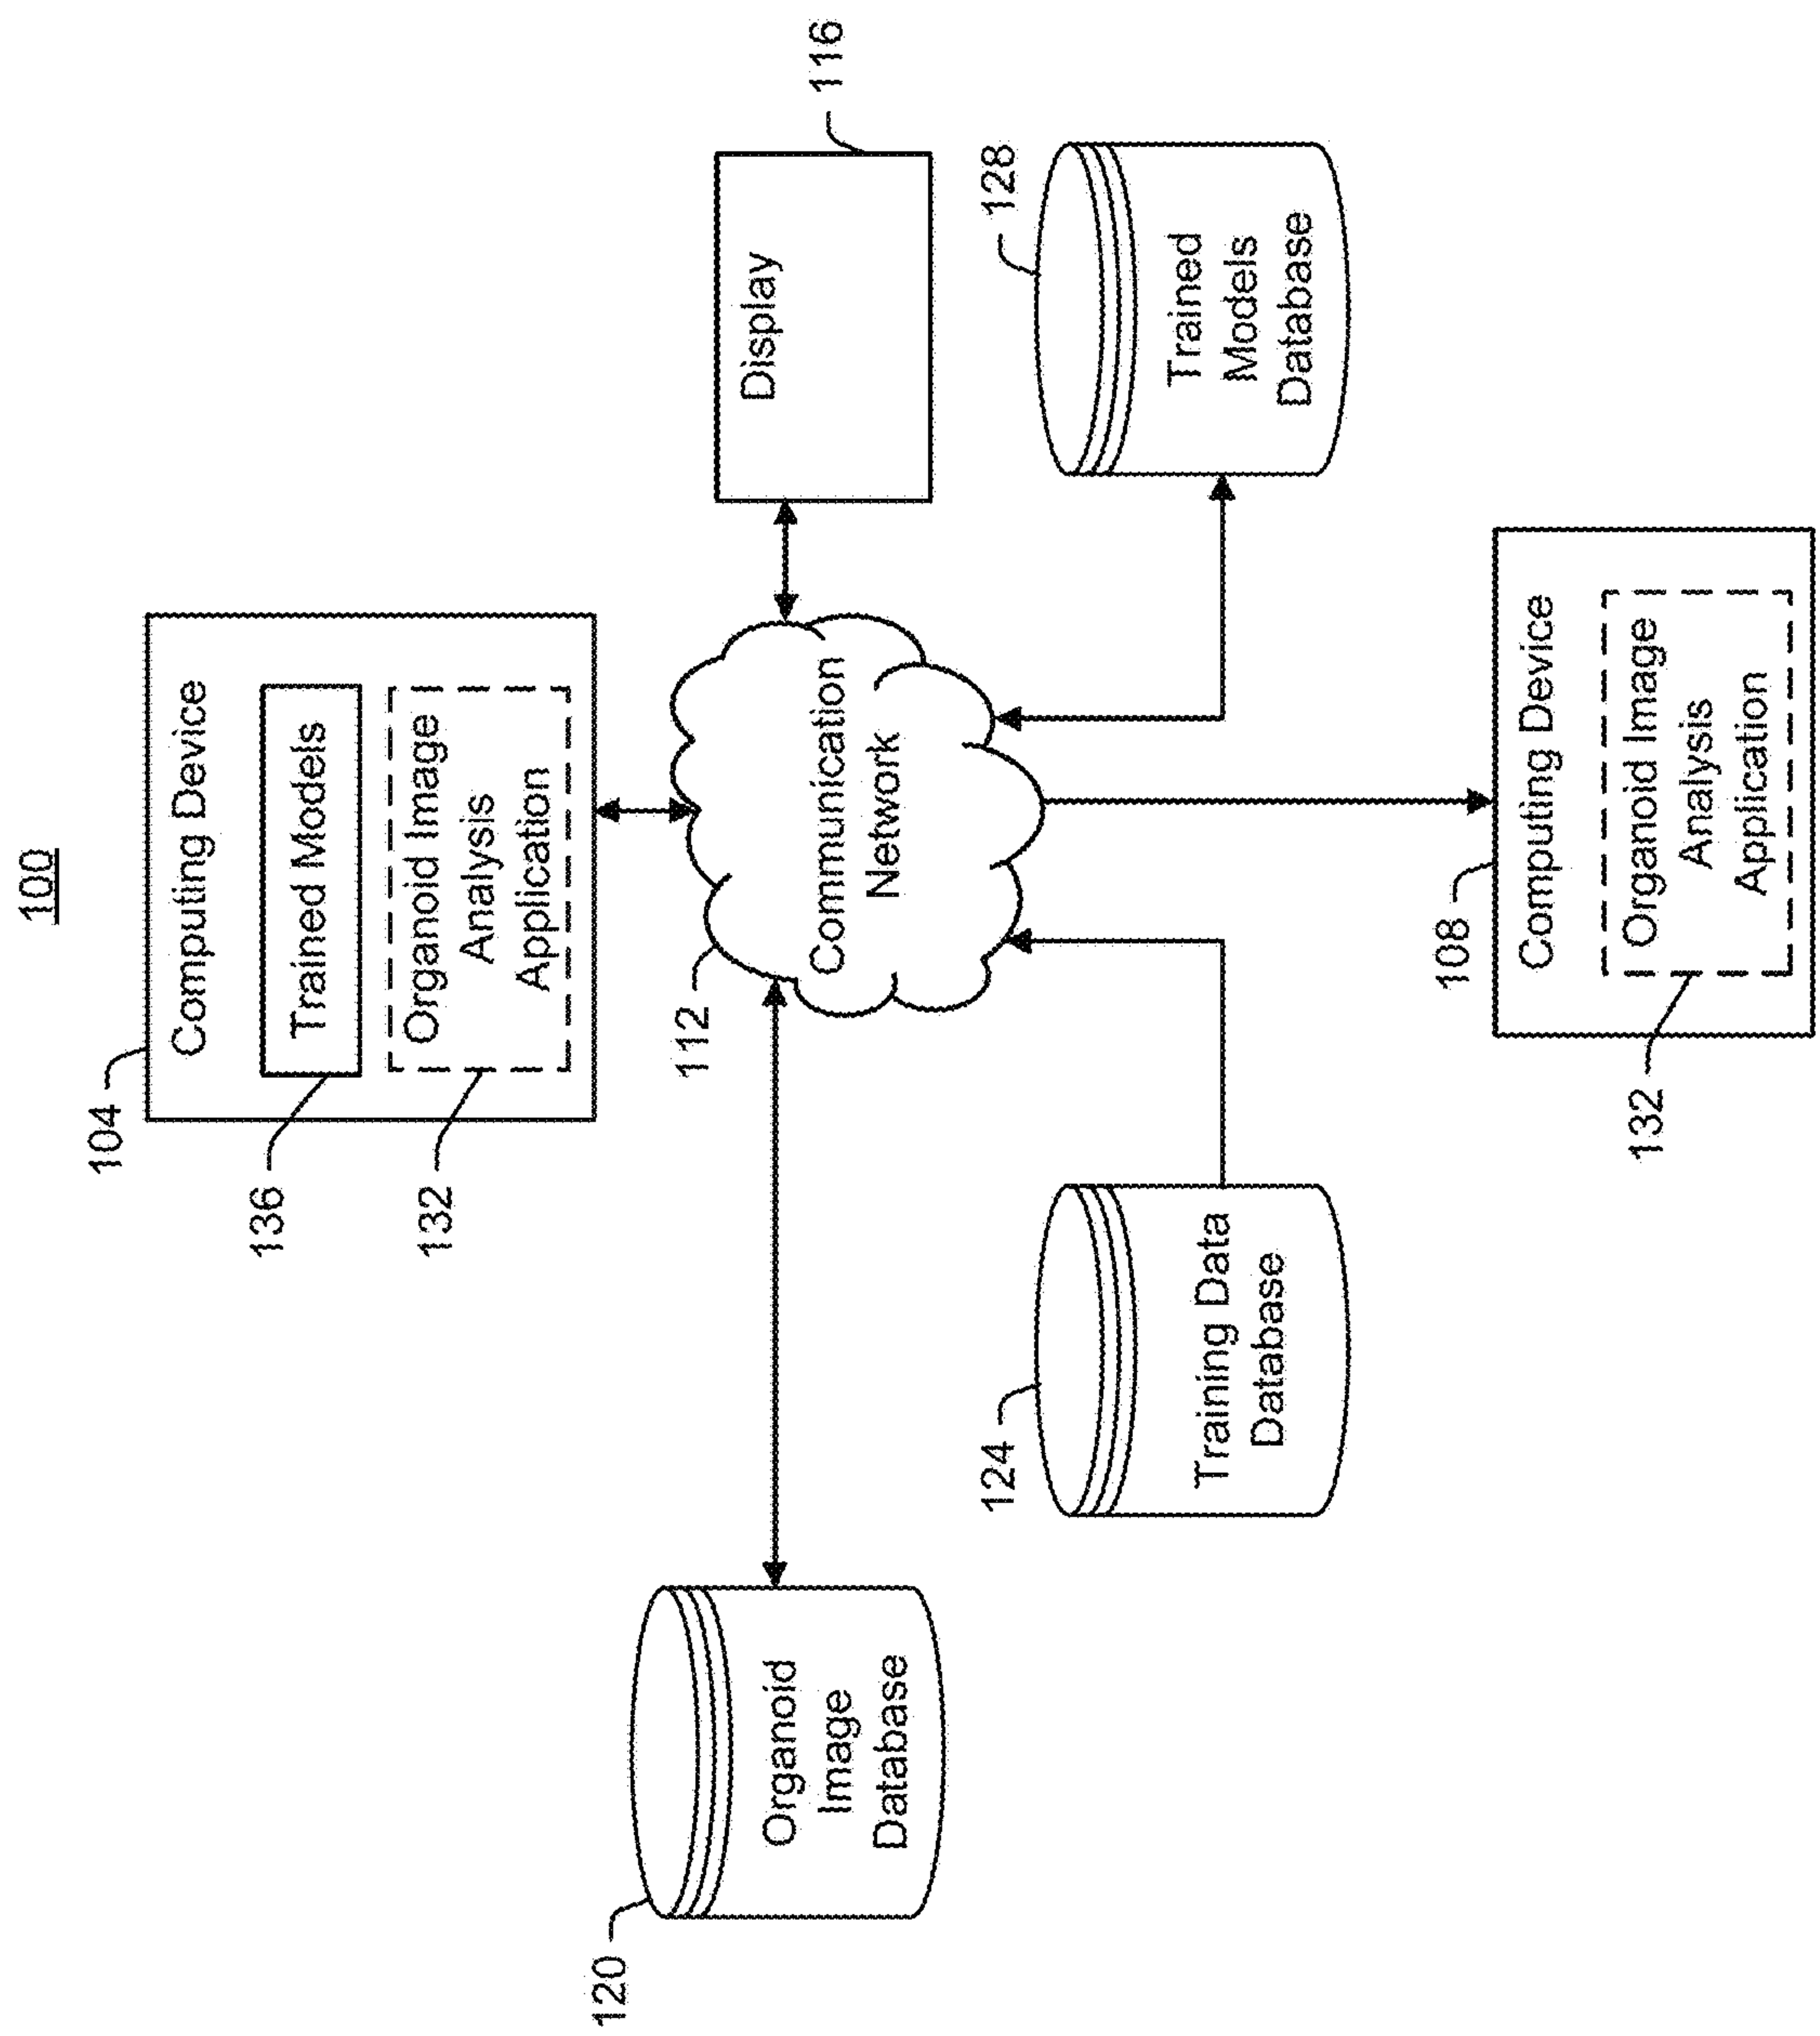 100
104
Computing Device
136
Trained Models
132
Organoid Image
Analysis
Application
112
Communication
Network
Display
116
120
Organoid
Image
Database
124
Training Data
Database
128
Trained
Models
Database
108
Computing Device
132
Organoid Image
Analysis
Application